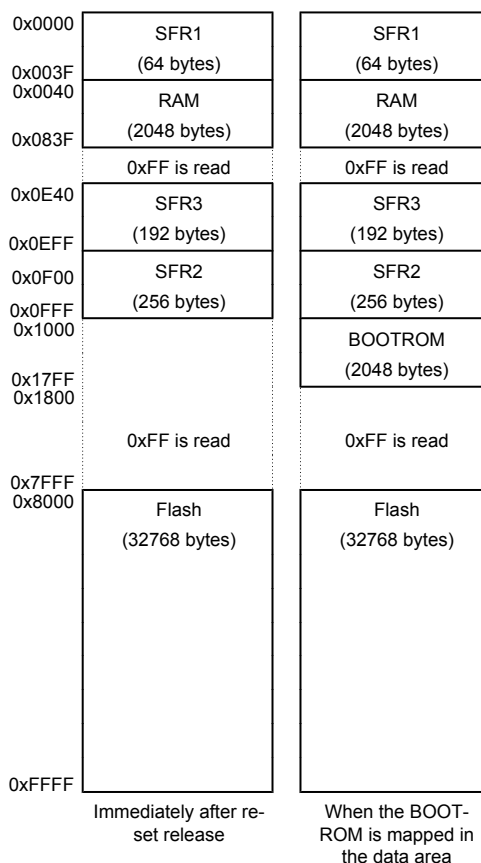 0x0000
SFR1
SFR1
(64 bytes)
(64 bytes)
0x003F
0x0040
RAM
RAM
(2048 bytes)
(2048 bytes)
0x083F
0xFF is read
0xFF is read
0x0E40
SFR3
SFR3
(192 bytes)
(192 bytes)
0x0EFF
SFR2
SFR2
0x0F00
(256 bytes)
(256 bytes)
0x0FFF
0x1000
BOOTROM
(2048 bytes)
0x17FF
0x1800
0xFF is read
0xFF is read
0x7FFF
0x8000
Flash
Flash
(32768 bytes)
(32768 bytes)
0xFFFF
Immediately after re-
set release
When the BOOT-
ROM is mapped in
the data area